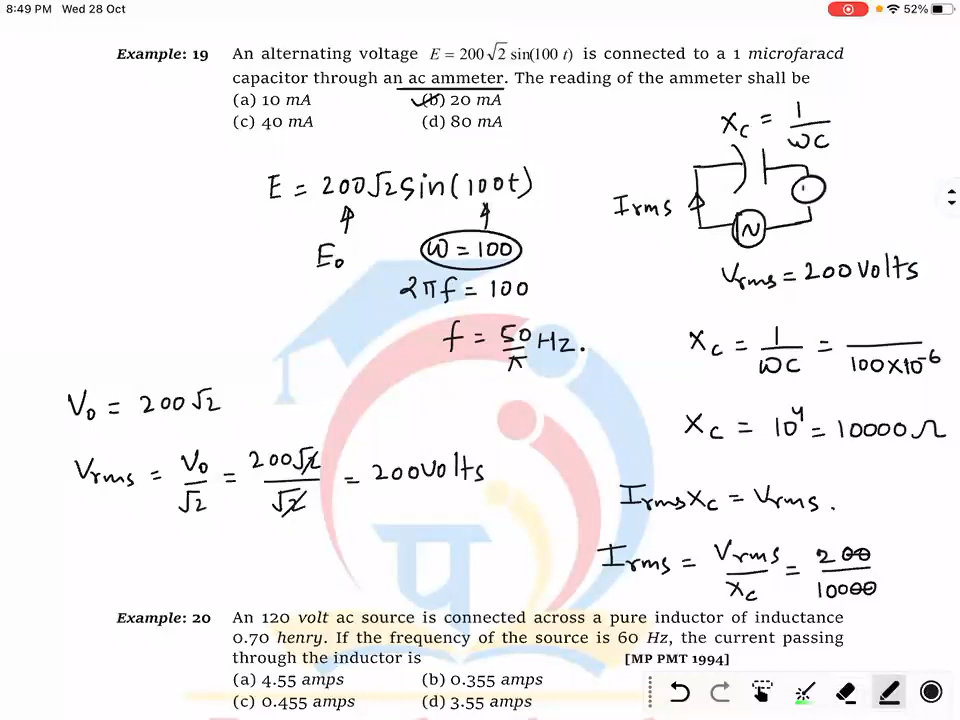 8:49 PM Wed 28 Oct 52%
Example: 19 An alternating voltage E = 200√2 sin(100 t) is connected to a 1 microfaracd
capacitor through an ac ammeter. The reading of the ammeter shall be
(a) 10 mA (b) 20 mA
(c) 40 mA (d) 80 mA
Xc = 1/ωC
E = 200√2 sin(100t)
E₀
ω = 100
2πf = 100
f = 50/π Hz.
Irms
N
Vrms = 200 volts
Xc = 1/ωC = /100×10⁻⁶
Xc = 10⁴ = 10000 Ω
V₀ = 200√2
Vrms = V₀/√2 = 200√2/√2 = 200 volts
Irms Xc = Vrms .
Irms = Vrms/Xc = 200/10000
प
Example: 20 An 120 volt ac source is connected across a pure inductor of inductance
0.70 henry. If the frequency of the source is 60 Hz, the current passing
through the inductor is [MP PMT 1994]
(a) 4.55 amps (b) 0.355 amps
(c) 0.455 amps (d) 3.55 amps